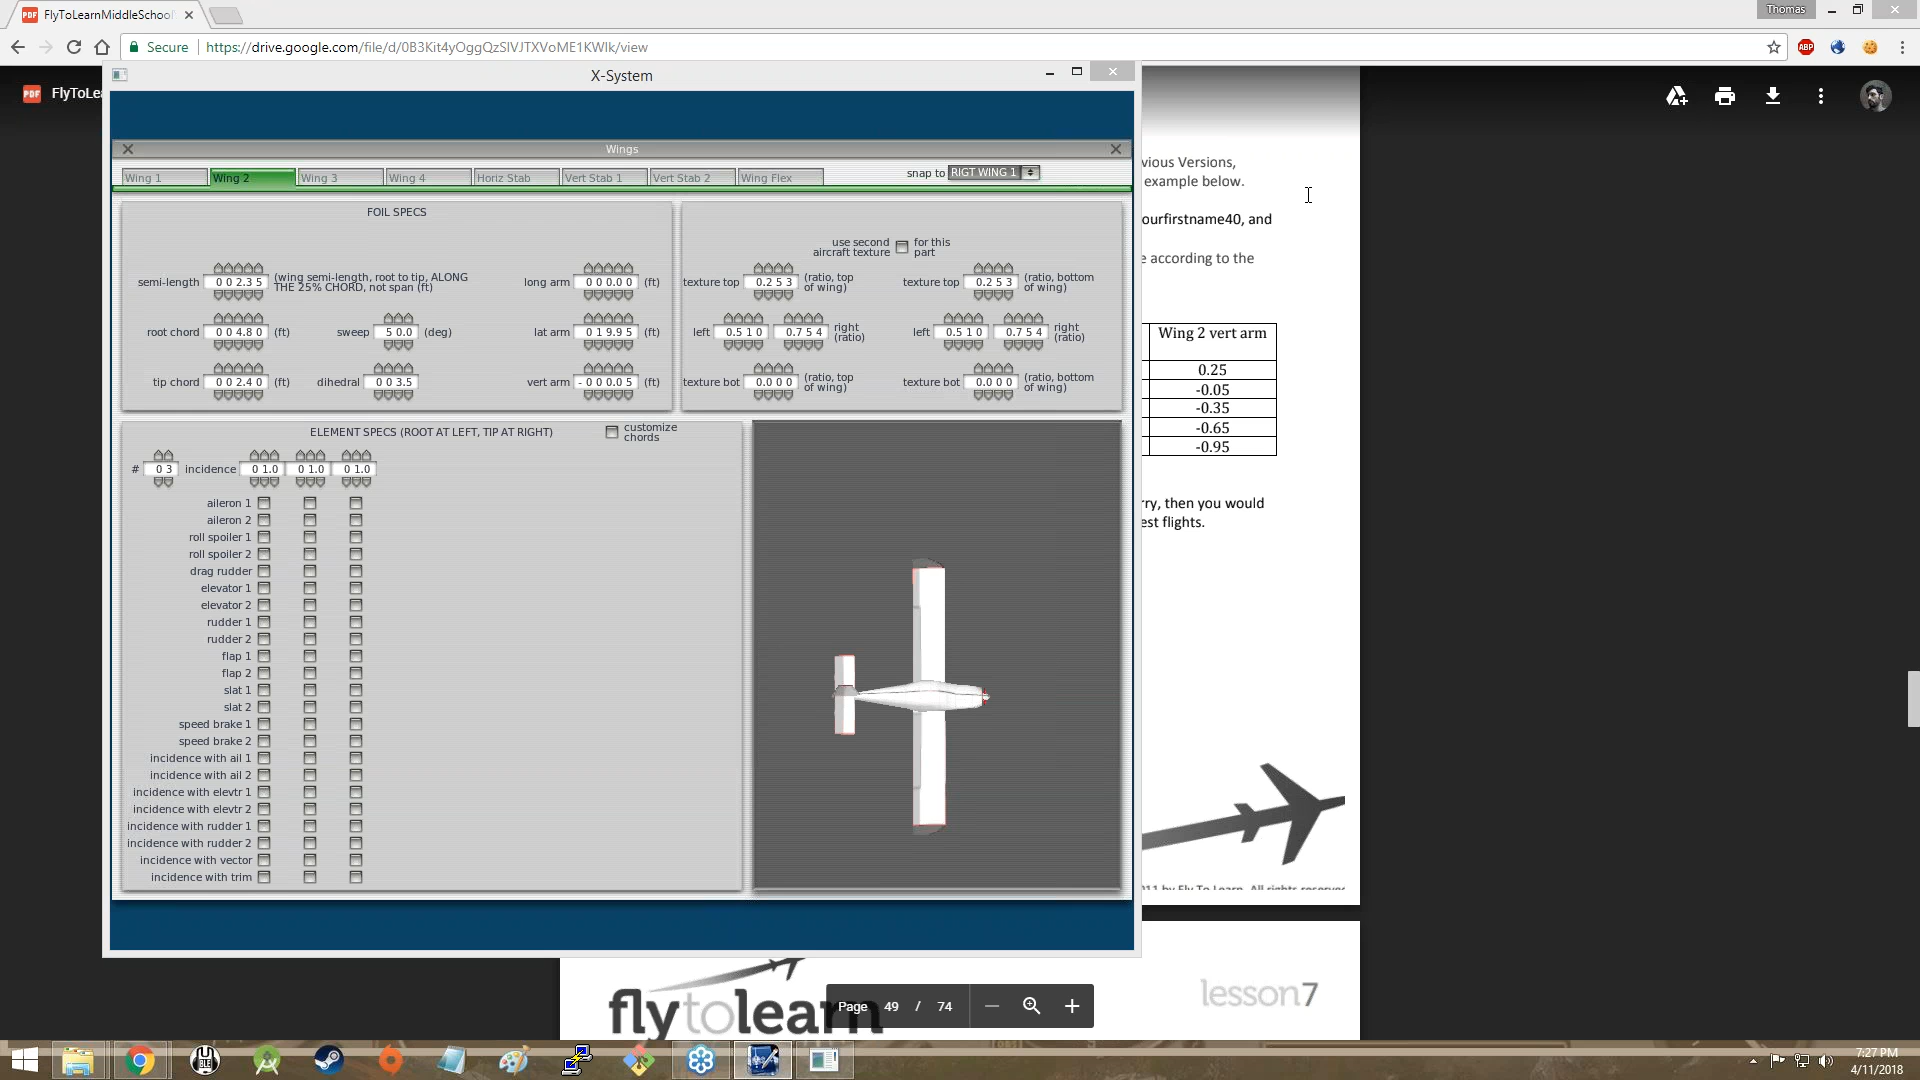 FlyToLearnMiddleSchool
Thomas
Secure
https://drive.google.com/file/d/0B3Kit4yOggQzSlVJTXVoME1KWlk/view
ABP
PDF FlyToLea
X-System
Wings
Wing 1 Wing 2 Wing 3 Wing 4 Horiz Stab Vert Stab 1 Vert Stab 2 Wing Flex
snap to RIGT WING 1
FOIL SPECS
semi-length 0 0 2.3 5 (wing semi-length, root to tip, ALONG
THE 25% CHORD, not span (ft)
long arm 0 0 0.0 0 (ft)
root chord 0 0 4.8 0 (ft) sweep 5 0.0 (deg) lat arm 0 1 9.9 5 (ft)
tip chord 0 0 2.4 0 (ft) dihedral 0 0 3.5 vert arm - 0 0 0.0 5 (ft)
use second
aircraft texture
for this
part
texture top 0.2 5 3 (ratio, top
of wing)
texture top 0.2 5 3 (ratio, bottom
of wing)
left 0.5 1 0 0.7 5 4 right
(ratio)
left 0.5 1 0 0.7 5 4 right
(ratio)
texture bot 0.0 0 0 (ratio, top
of wing)
texture bot 0.0 0 0 (ratio, bottom
of wing)
ELEMENT SPECS (ROOT AT LEFT, TIP AT RIGHT)
customize
chords
# 0 3 incidence 0 1.0 0 1.0 0 1.0
aileron 1
aileron 2
roll spoiler 1
roll spoiler 2
drag rudder
elevator 1
elevator 2
rudder 1
rudder 2
flap 1
flap 2
slat 1
slat 2
speed brake 1
speed brake 2
incidence with ail 1
incidence with ail 2
incidence with elevtr 1
incidence with elevtr 2
incidence with rudder 1
incidence with rudder 2
incidence with vector
incidence with trim
vious Versions,
example below.
ourfirstname40, and
e according to the
Wing 2 vert arm
0.25
-0.05
-0.35
-0.65
-0.95
rry, then you would
est flights.
011 by Fly To Learn. All rights reserve
flytolearn
lesson7
Page 49 / 74
7:27 PM
4/11/2018